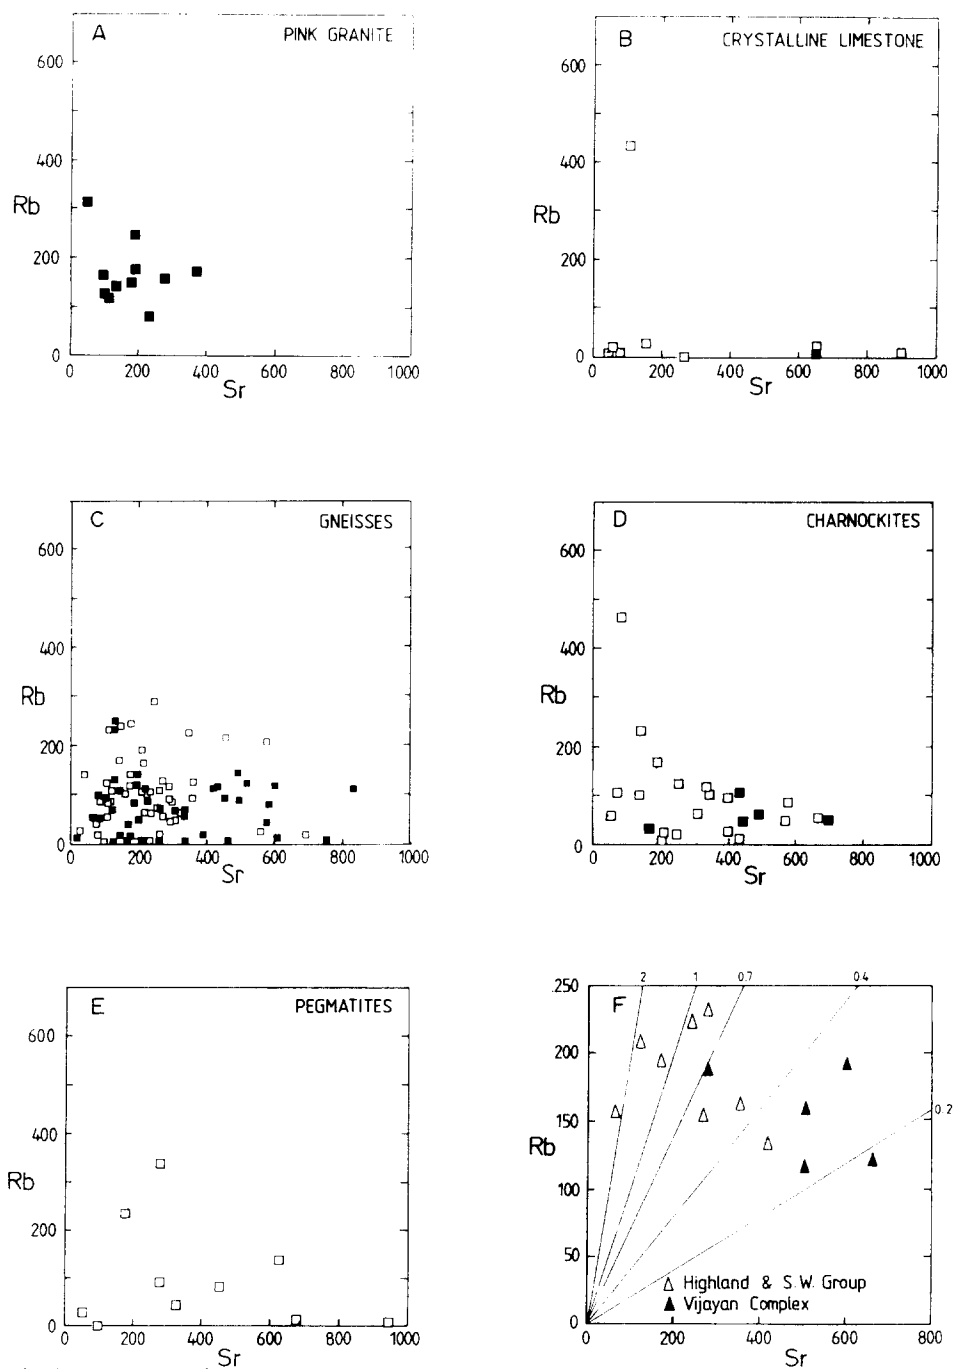 A
PINK GRANITE
600
400
Rb
200
0
0 200 400 600 800 1000
Sr
B
CRYSTALLINE LIMESTONE
600
400
Rb
200
0
0 200 400 600 800 1000
Sr
C
GNEISSES
600
400
Rb
200
0
0 200 400 600 800 1000
Sr
D
CHARNOCKITES
600
400
Rb
200
0
0 200 400 600 800 1000
Sr
E
PEGMATITES
600
400
Rb
200
0
0 200 400 600 800 1000
Sr
2 1 0.7 0.4
F
250
200
150
0.2
Rb
100
50
0
Highland & S.W. Group
Vijayan Complex
0 200 400 600 800
Sr